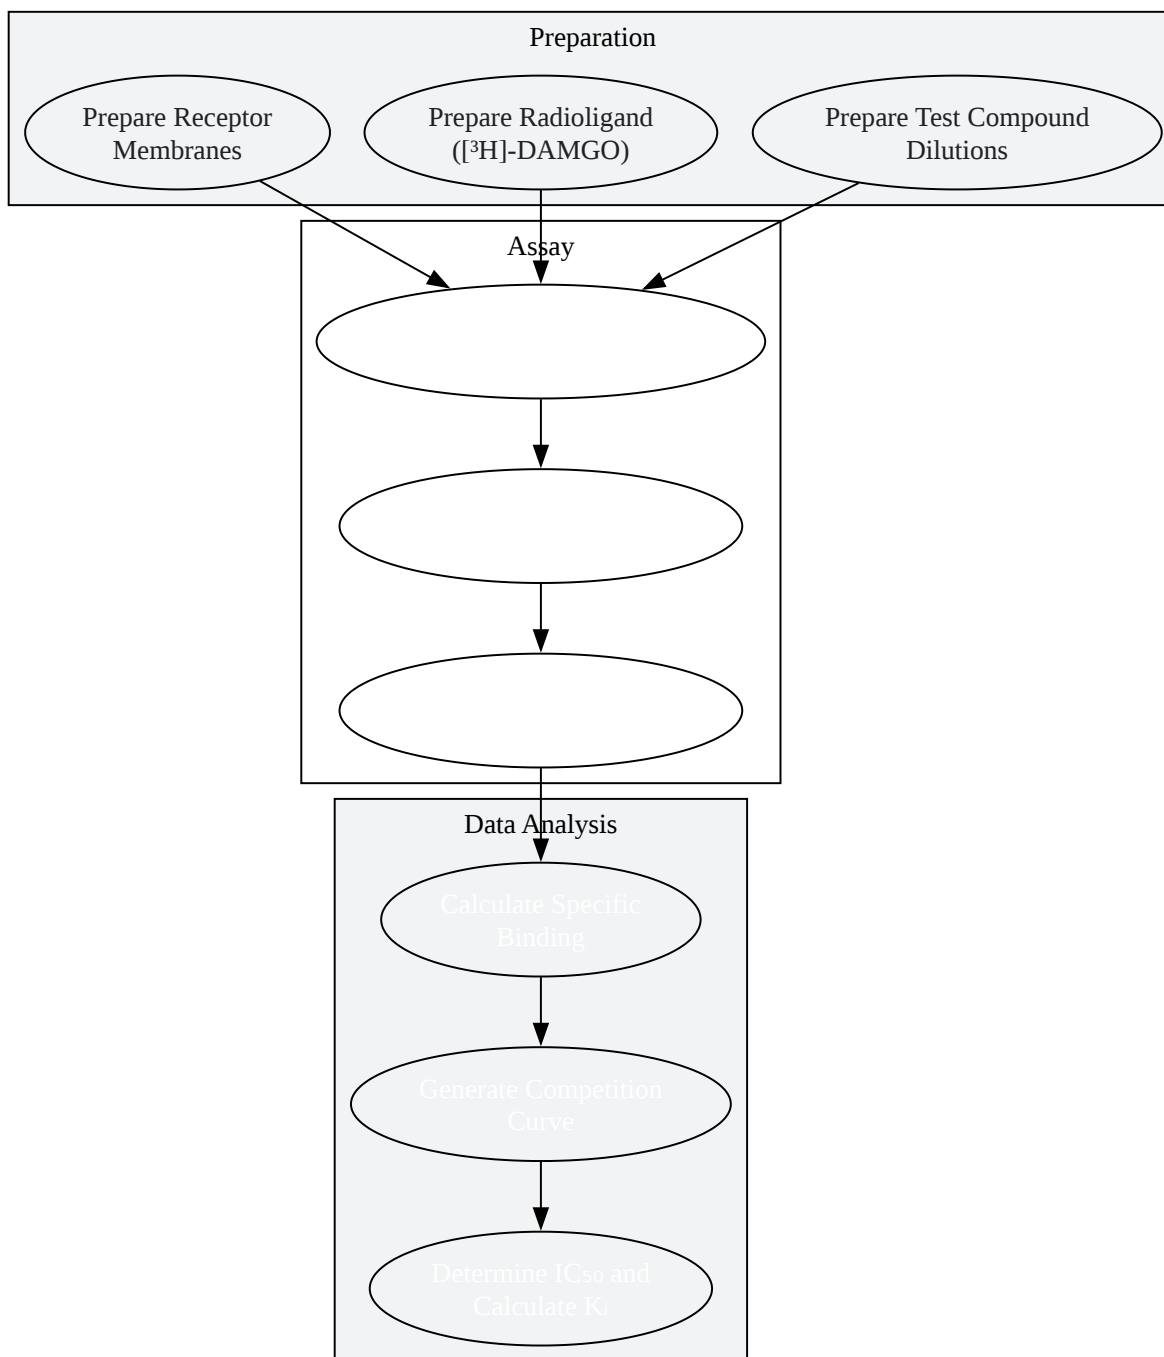 Preparation
Prepare Receptor
Membranes
Prepare Radioligand
([³H]-DAMGO)
Prepare Test Compound
Dilutions
Assay
Data Analysis
Calculate Specific
Binding
Generate Competition
Curve
Determine IC₅₀ and
Calculate Kᵢ